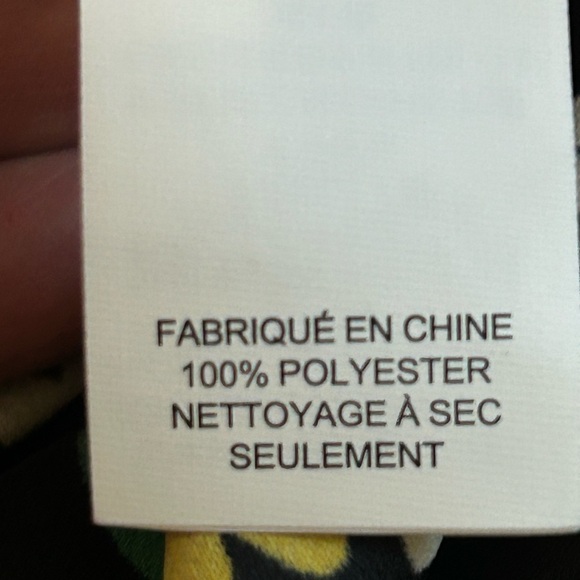 FABRIQUÉ EN CHINE
100% POLYESTER
NETTOYAGE À SEC
SEULEMENT